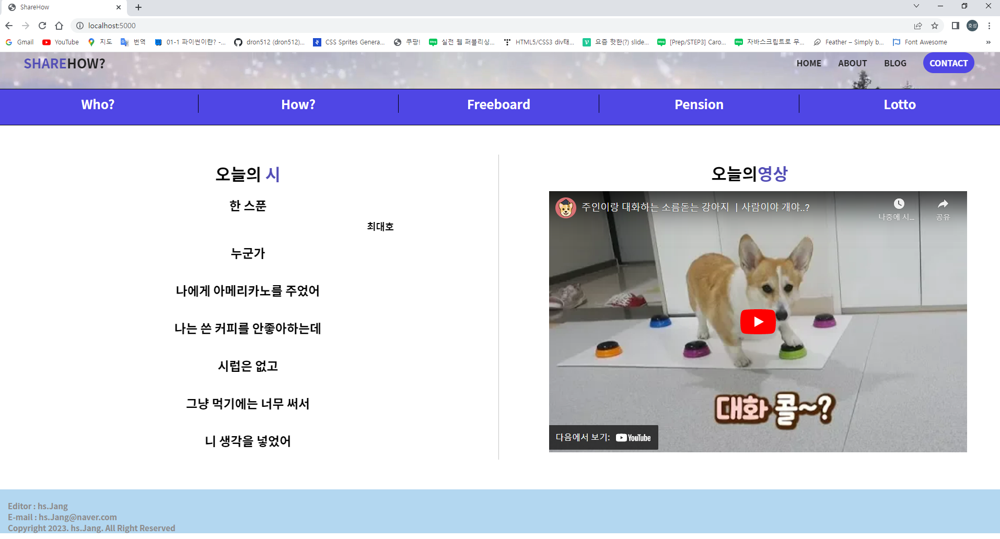 ShareHow
localhost:5000
호성
Gmail YouTube 지도 번역 01-1 파이썬이란? -... dron512 (dron512)... CSS Sprites Genera... 쿠팡! 실전 웹 퍼블리싱... HTML5/CSS3 div태... 요즘 핫한(?) slide... [Prep/STEP3] Caro... 자바스크립트로 무... Feather – Simply b... Font Awesome »
SHAREHOW? HOME ABOUT BLOG CONTACT
Who? How? Freeboard Pension Lotto
오늘의 시
한 스푼
최대호
누군가
나에게 아메리카노를 주었어
나는 쓴 커피를 안좋아하는데
시럽은 없고
그냥 먹기에는 너무 써서
니 생각을 넣었어
오늘의영상
주인이랑 대화하는 소름돋는 강아지 ㅣ사람이야 개야..?
나중에 시... 공유
대화 콜~?
다음에서 보기: YouTube
Editor : hs.Jang
E-mail : hs.Jang@naver.com
Copyright 2023. hs.Jang. All Right Reserved